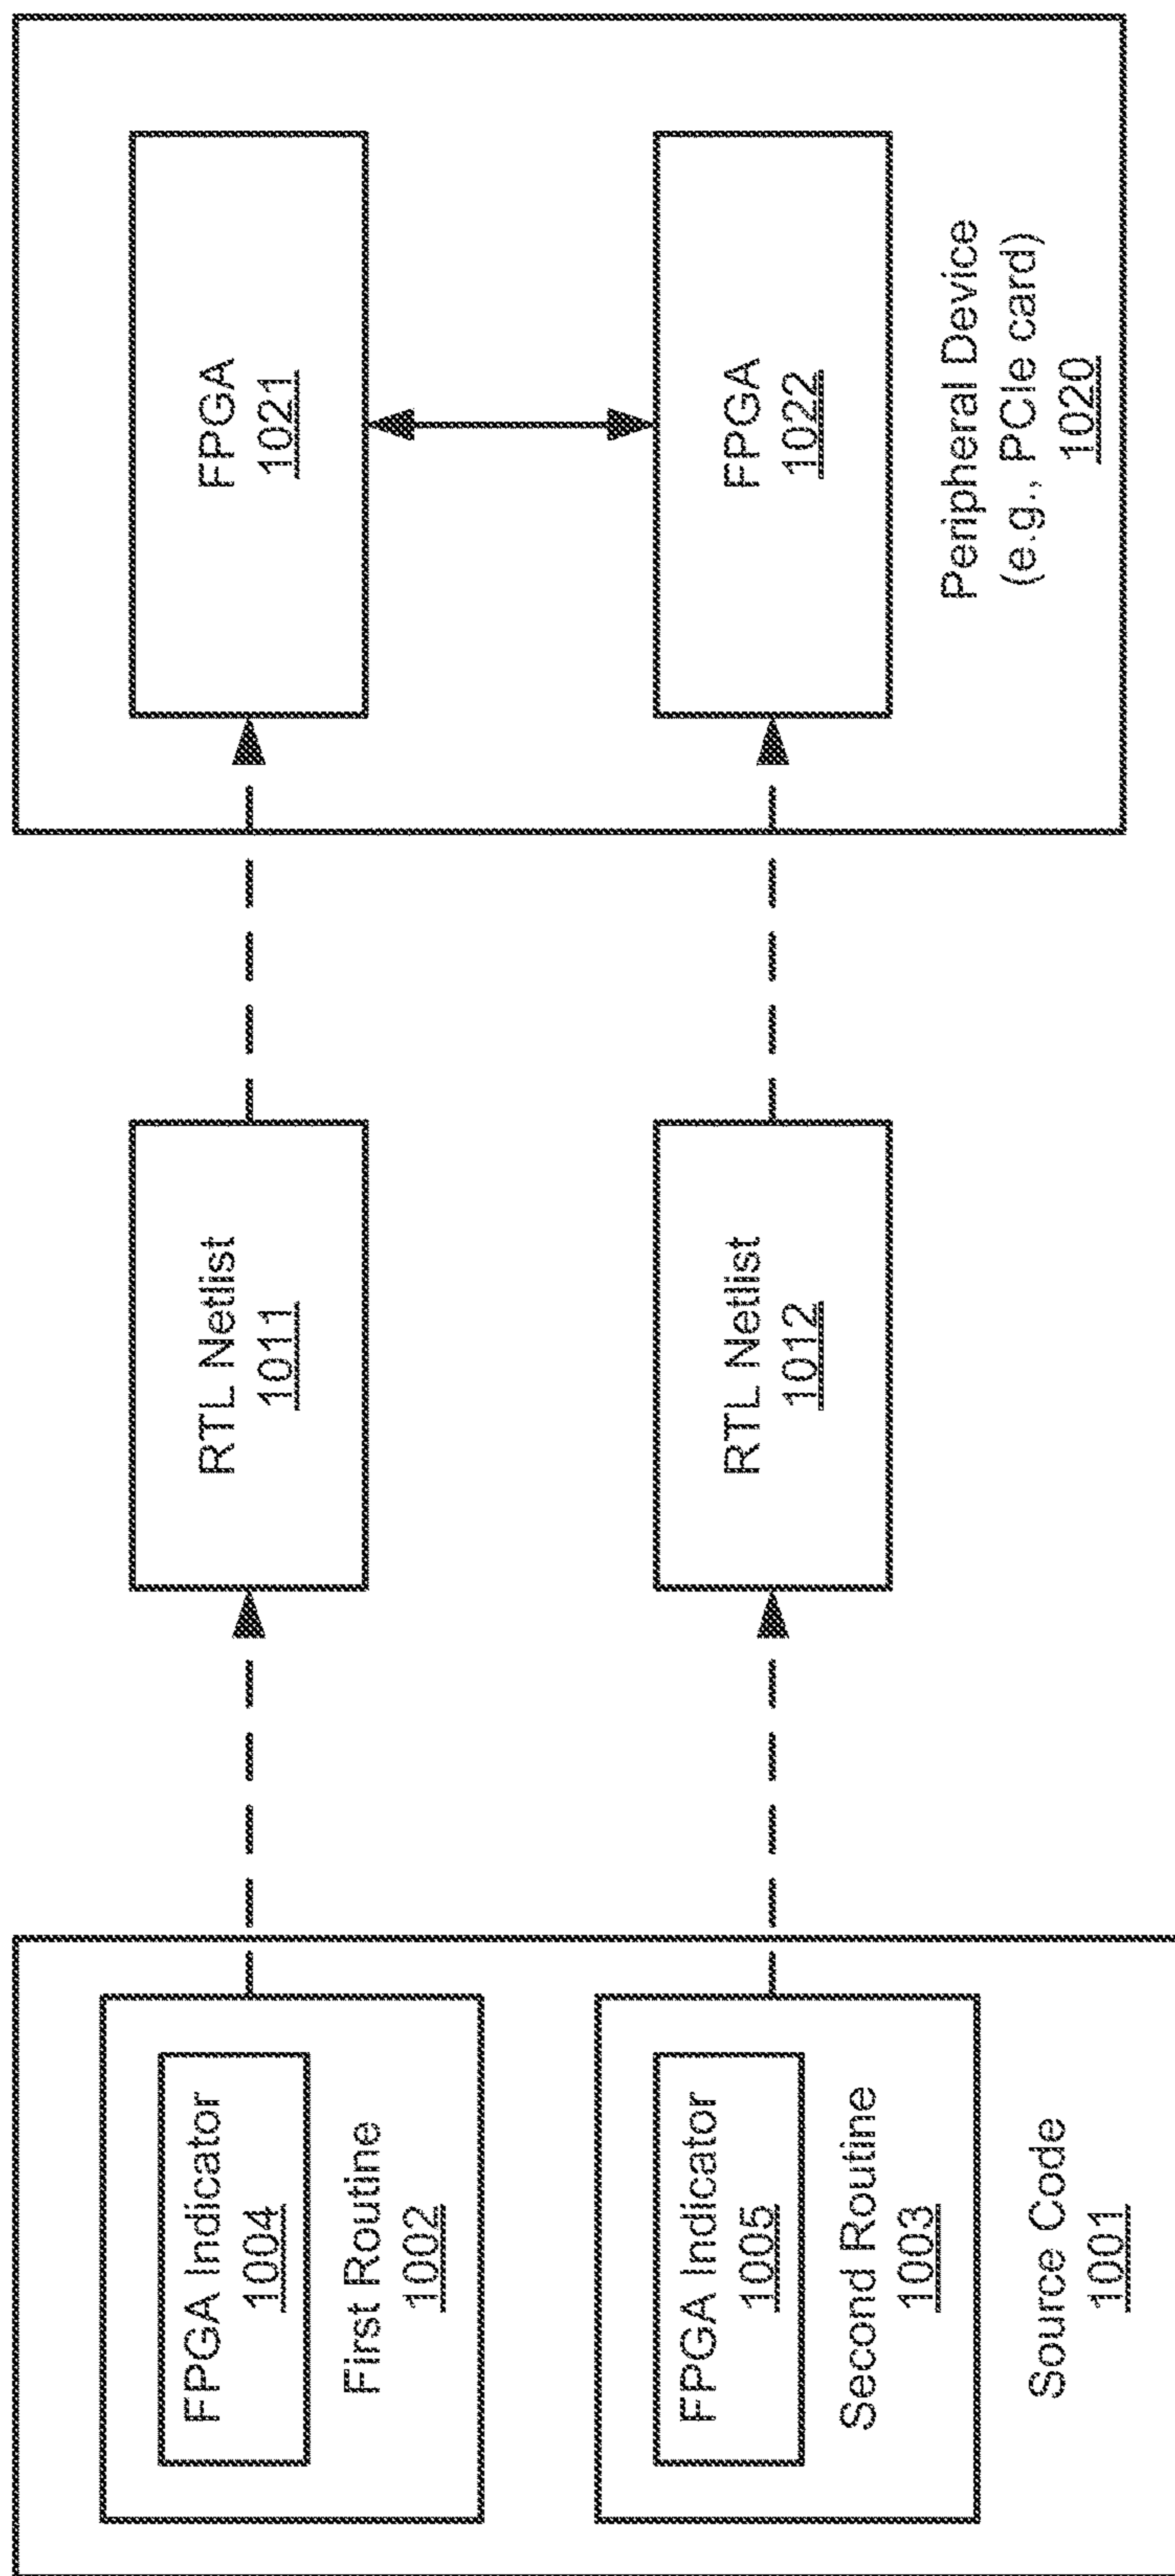 FPGA Indicator
1004
First Routine
1002
FPGA Indicator
1005
Second Routine
1003
Source Code
1001
RTL Netlist
1011
RTL Netlist
1012
FPGA
1021
FPGA
1022
Peripheral Device
(e.g., PCIe card)
1020